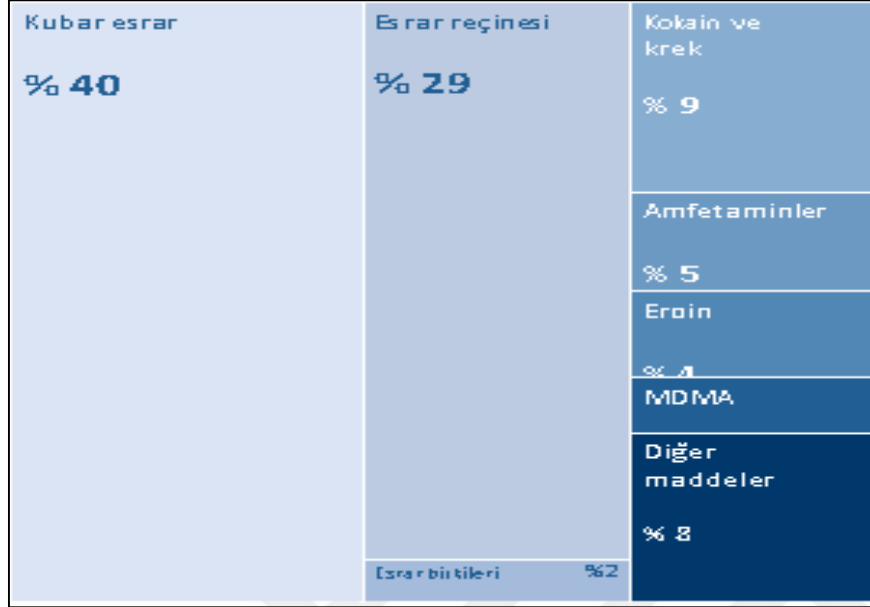 Kubar esrar
% 40
Esrar reçinesi
% 29
Esrar bitkileri %2
Kokain ve
krek
% 9
Amfetaminler
% 5
Eroin
% 4
MDMA
Diğer
maddeler
% 8